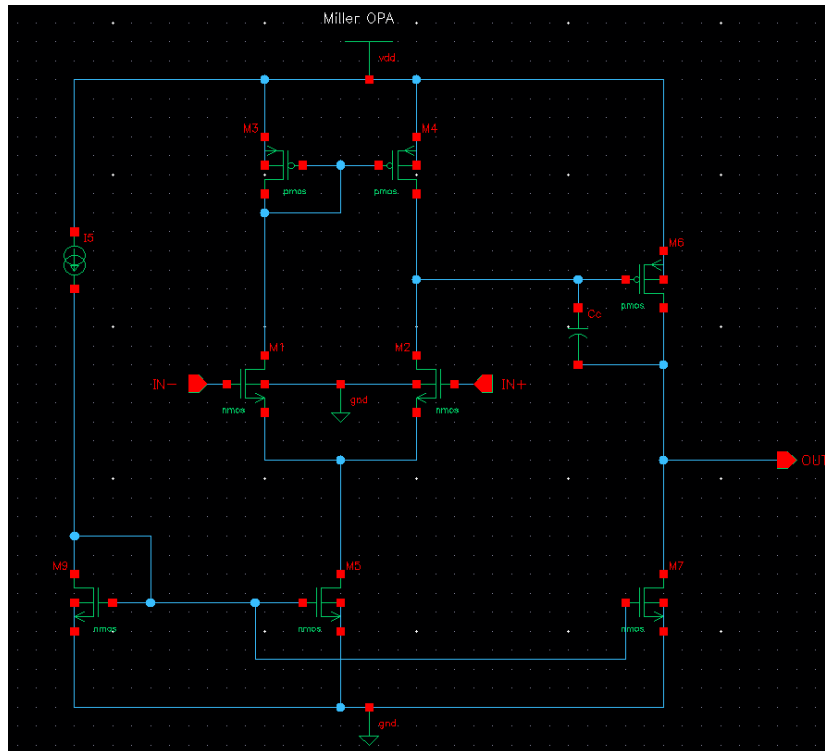 Miller OPA
vdd
M3
M4
pmos
pmos
I5
M6
pmos
Cc
M1
M2
IN-
IN+
gnd
nmos
nmos
OUT
M9
M5
M7
nmos
nmos
nmos
gnd